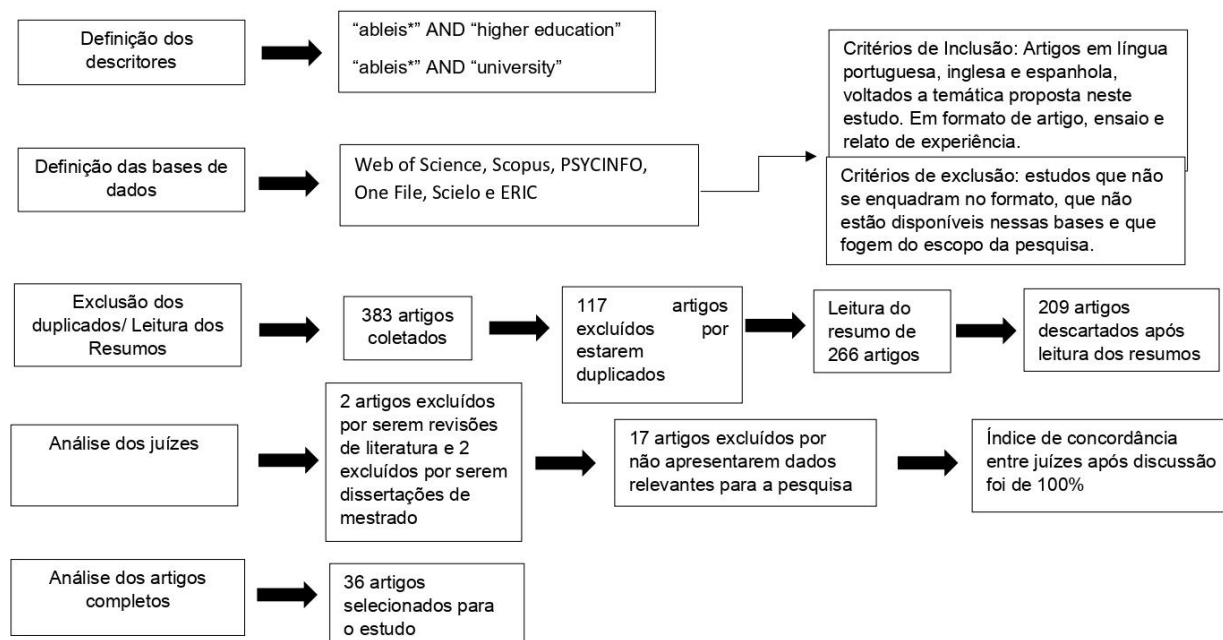 Definição dos
descritores
“ableis*” AND “higher education”
“ableis*” AND “university”
Critérios de Inclusão: Artigos em língua
portuguesa, inglesa e espanhola,
voltados a temática proposta neste
estudo. Em formato de artigo, ensaio e
relato de experiência.
Definição das bases de
dados
Web of Science, Scopus, PSYCINFO,
One File, Scielo e ERIC
Critérios de exclusão: estudos que não
se enquadram no formato, que não
estão disponíveis nessas bases e que
fogem do escopo da pesquisa.
Exclusão dos
duplicados/ Leitura dos
Resumos
383 artigos
coletados
117 artigos
excluídos por
estarem
duplicados
Leitura do
resumo de
266 artigos
209 artigos
descartados após
leitura dos resumos
Análise dos juízes
2 artigos excluídos
por serem revisões
de literatura e 2
excluídos por serem
dissertações de
mestrado
17 artigos excluídos por
não apresentarem dados
relevantes para a pesquisa
Índice de concordância
entre juízes após discussão
foi de 100%
Análise dos artigos
completos
36 artigos
selecionados para
o estudo